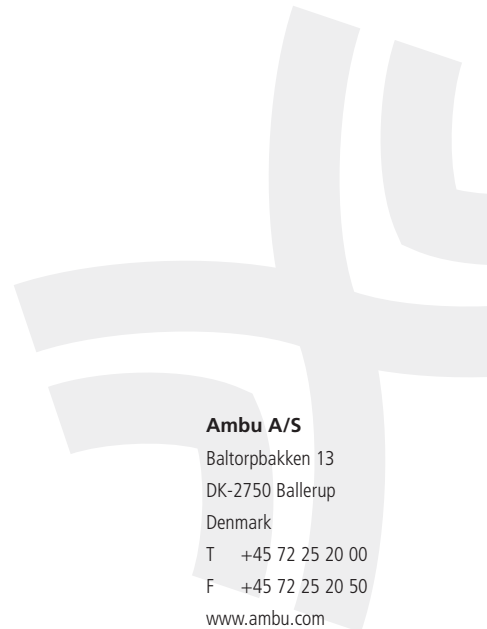 Ambu A/S
Baltorpbakken 13
DK-2750 Ballerup
Denmark
T +45 72 25 20 00
F +45 72 25 20 50
www.ambu.com